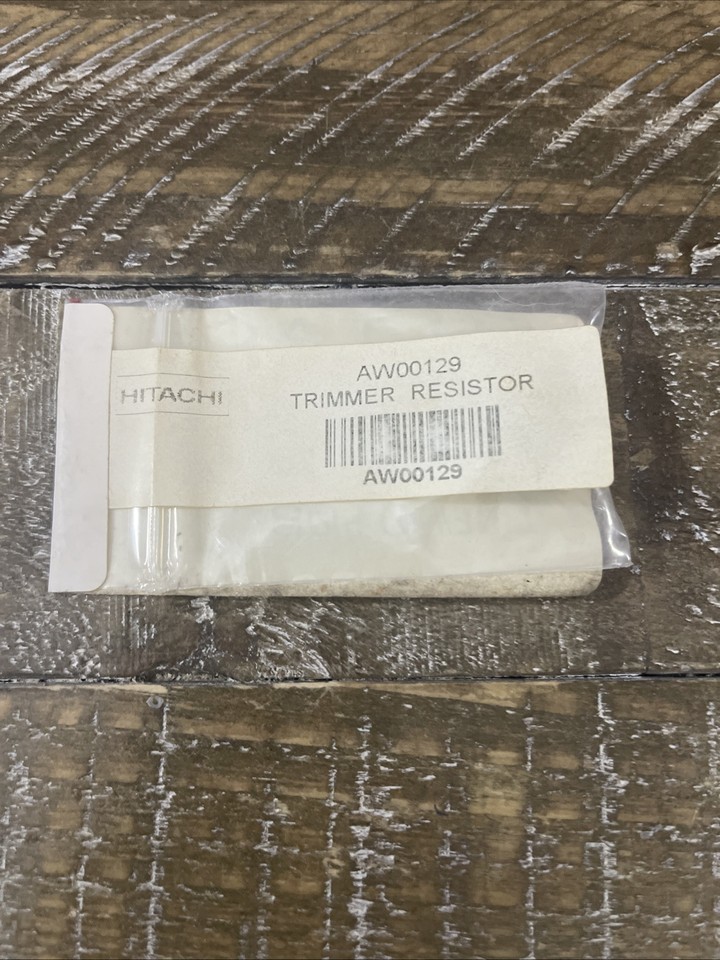 HITACHI
AW00129
TRIMMER RESISTOR
AW00129